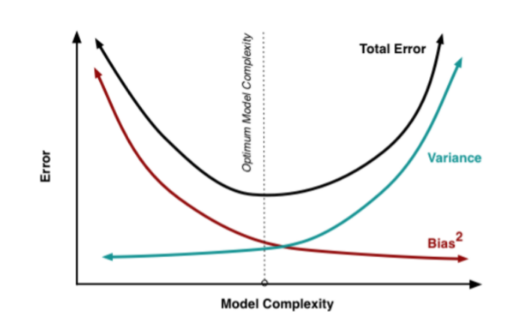 Optimum Model Complexity
Total Error
Error
Variance
Bias²
Model Complexity